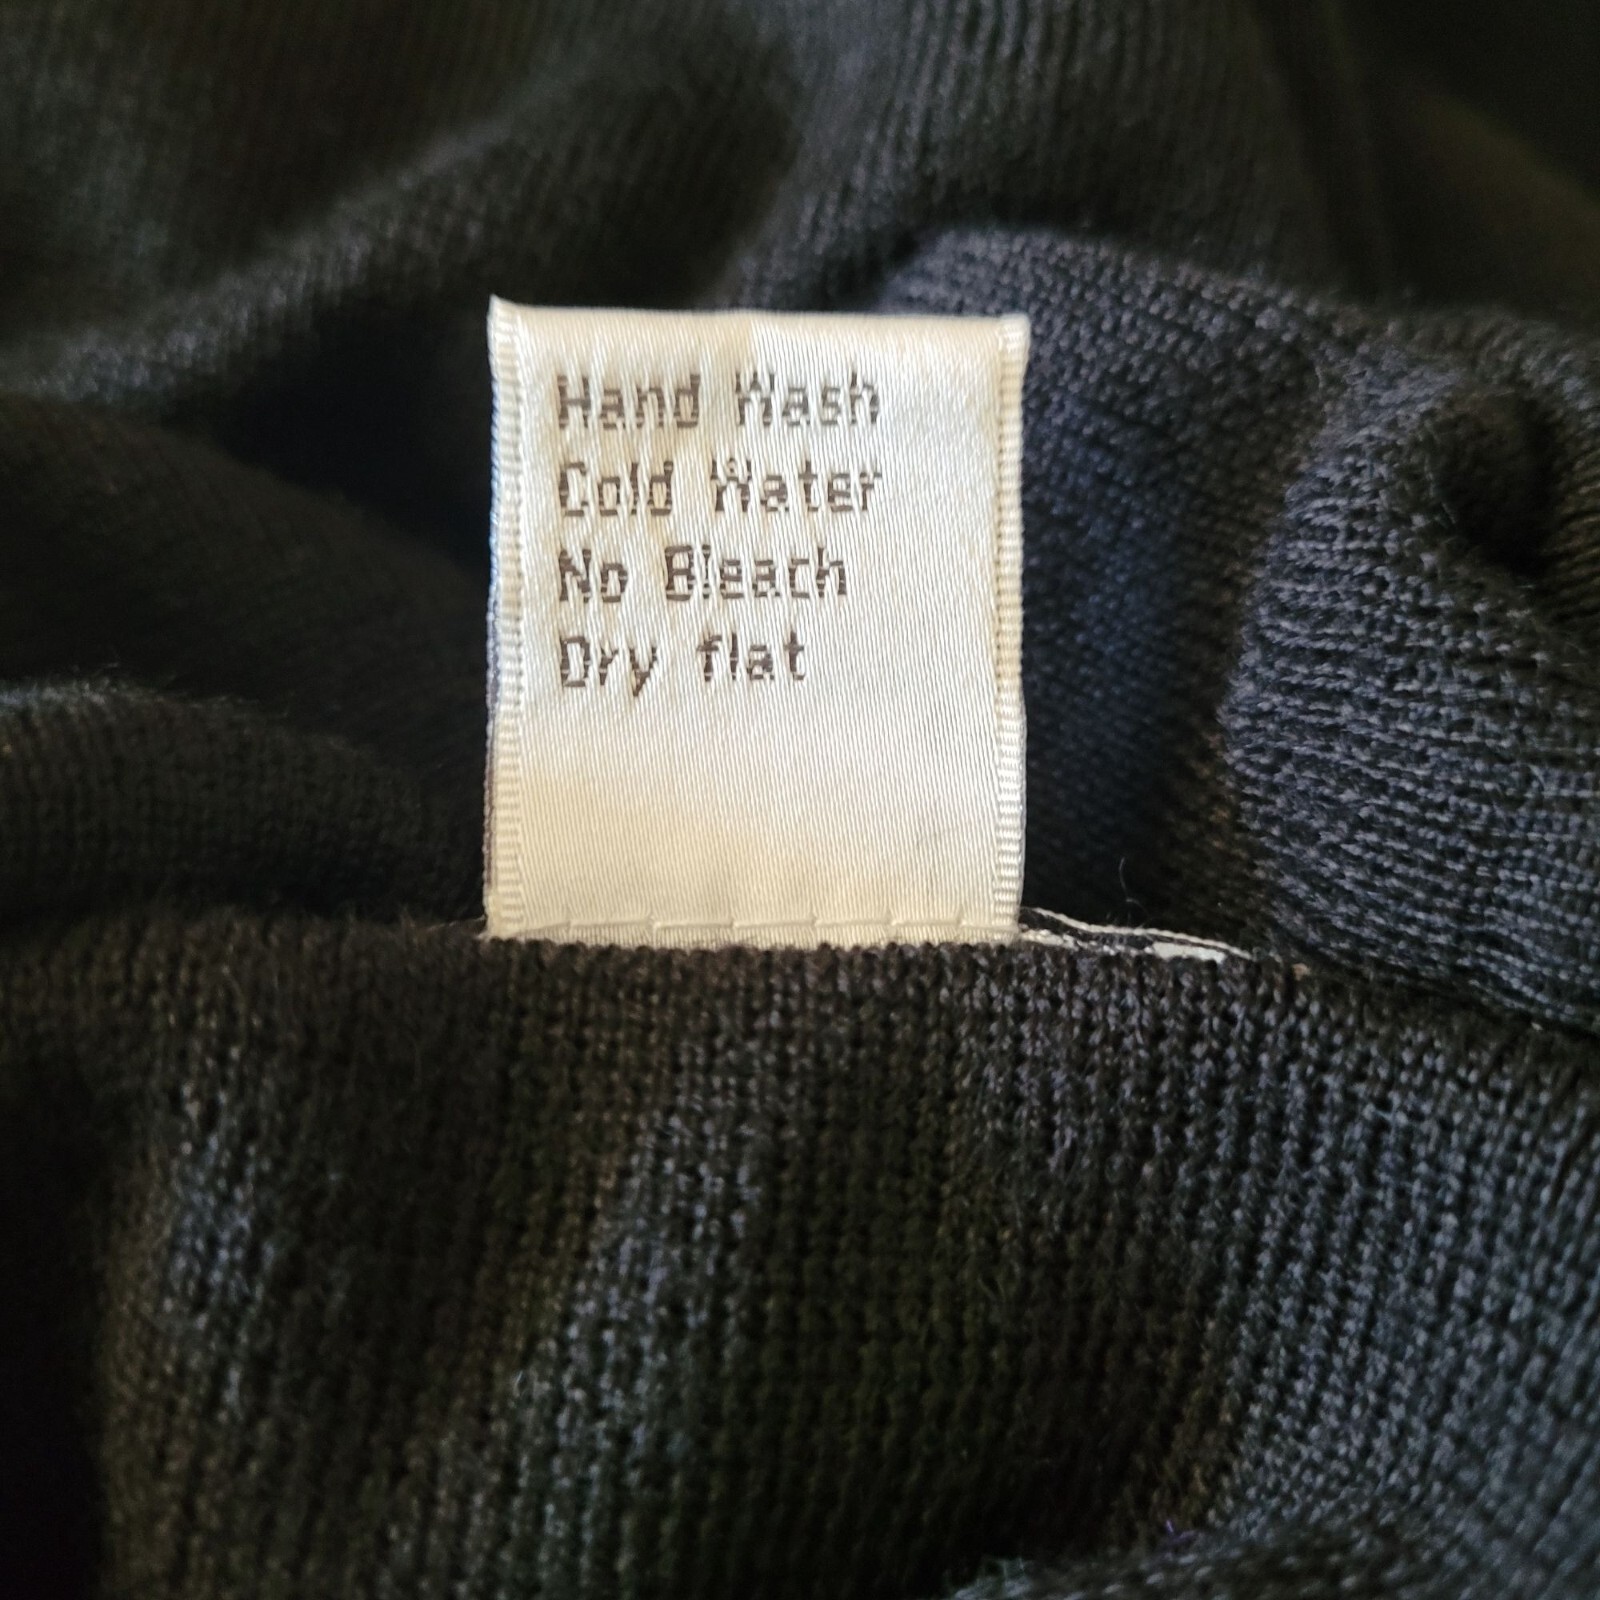 Hand Wash
Cold Water
No Bleach
Dry flat